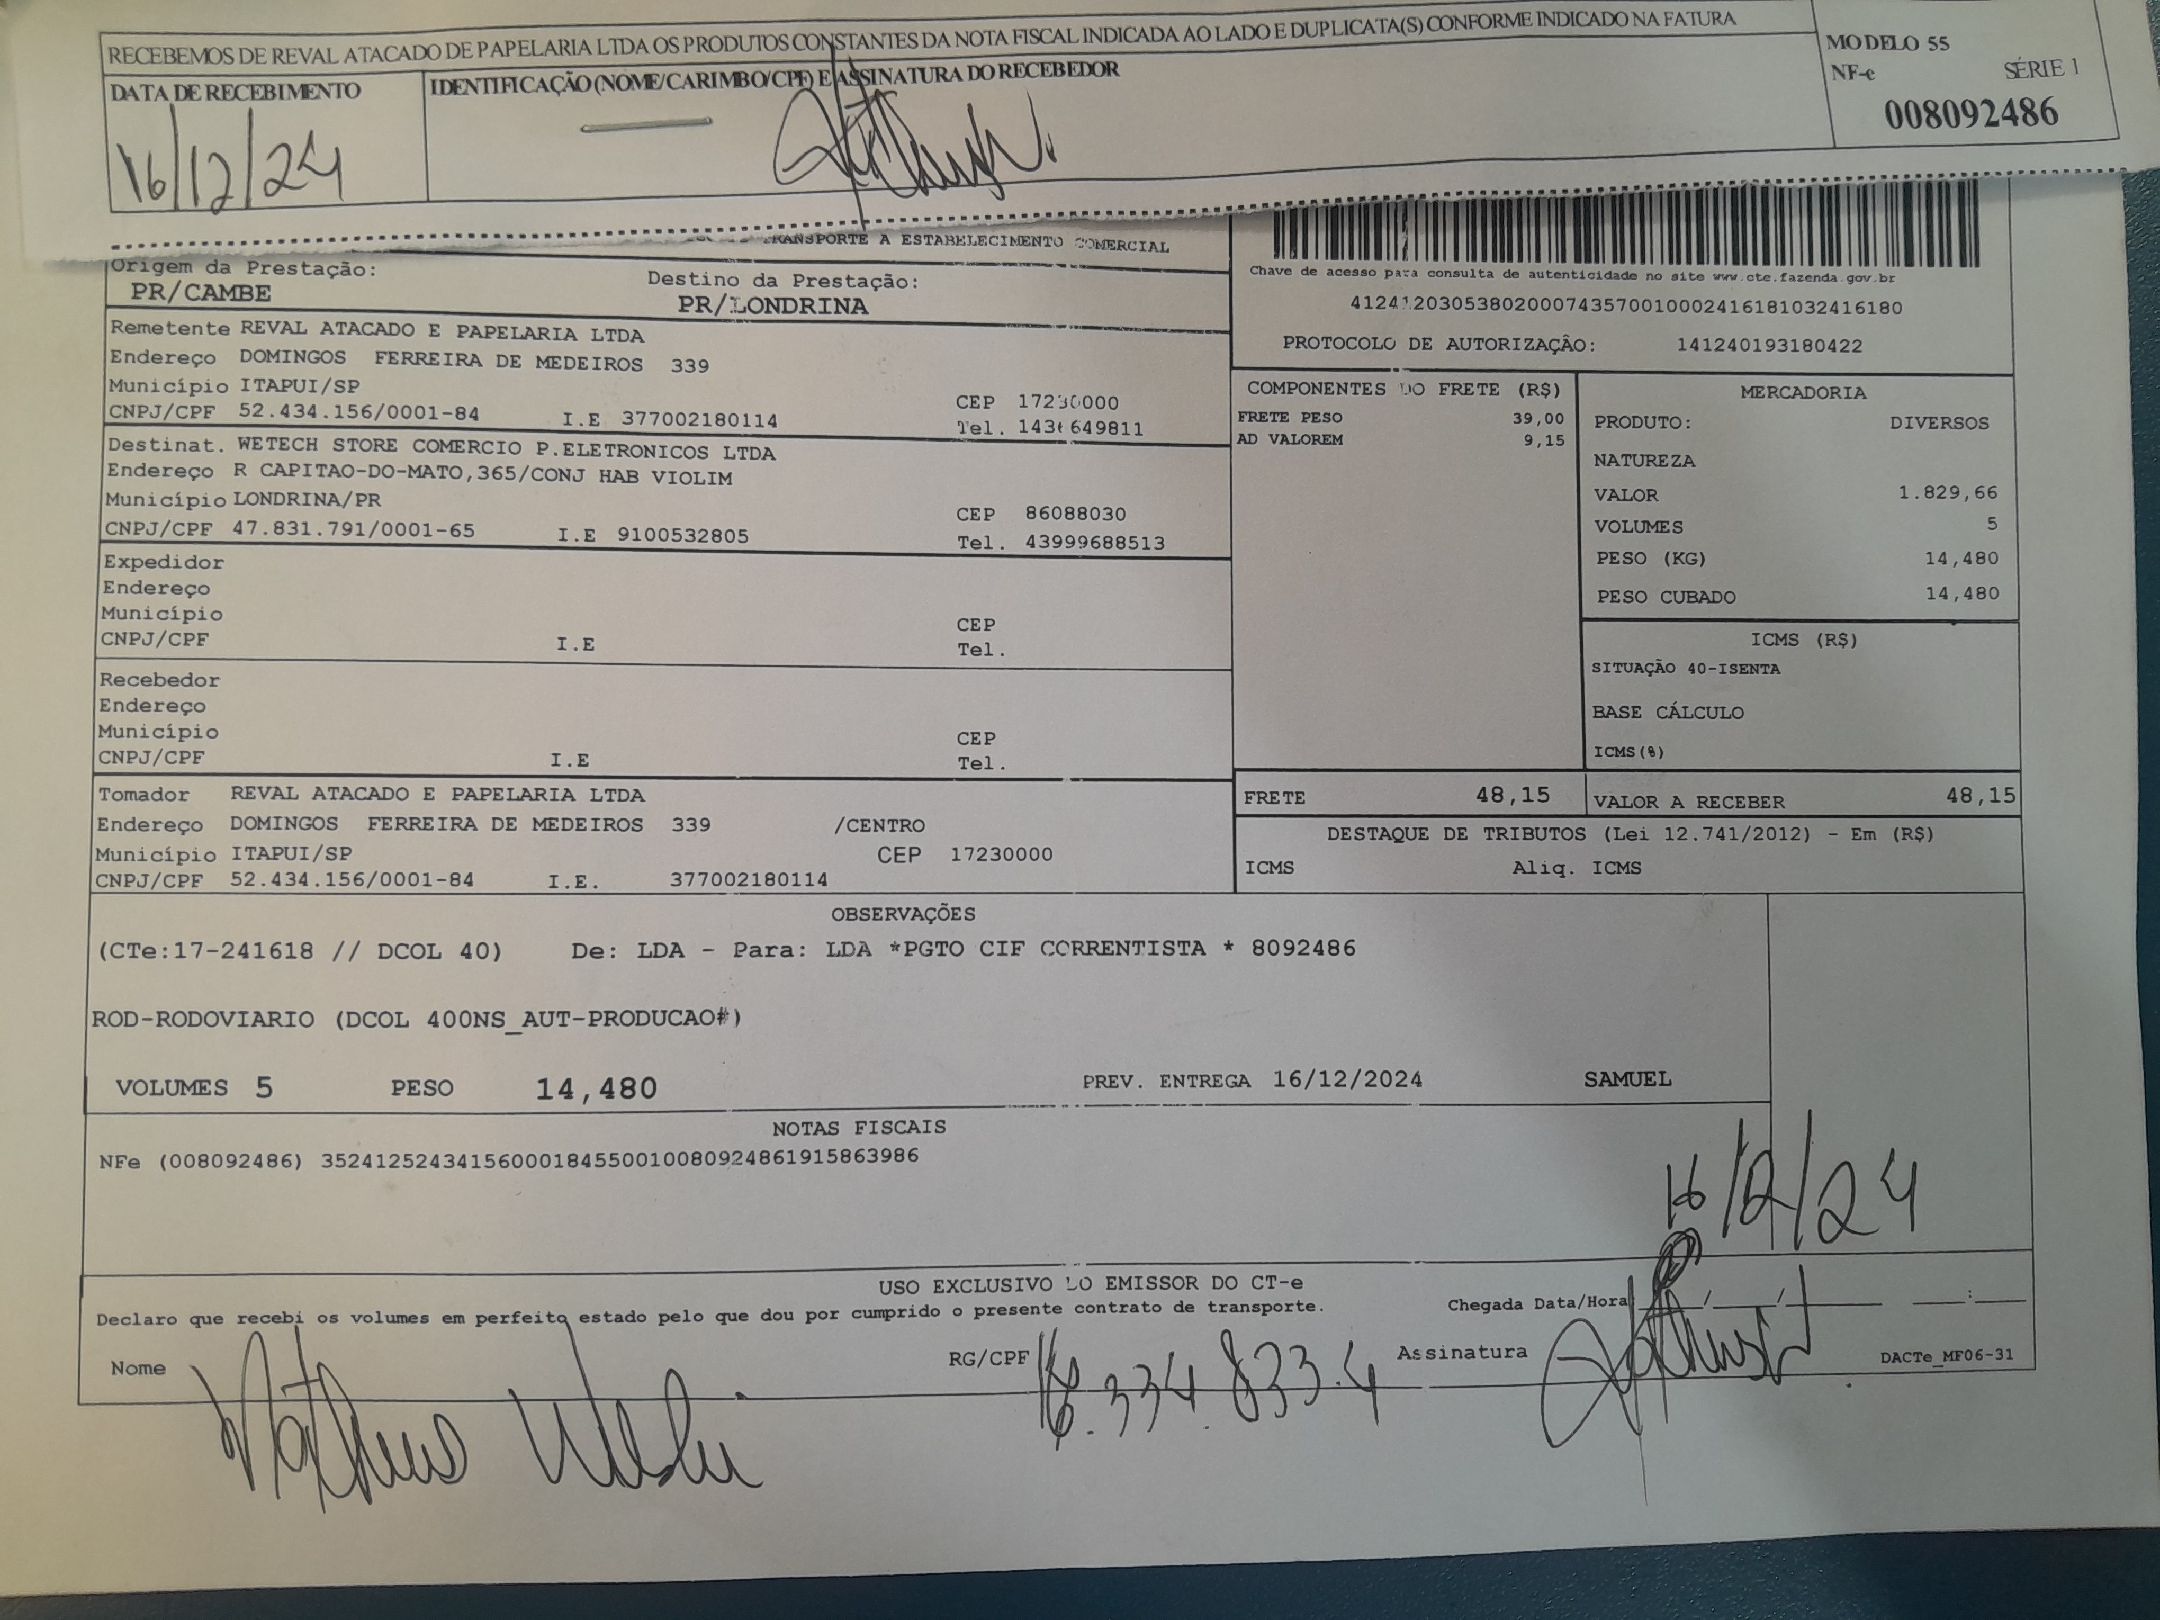 RECEBEMOS DE REVAL ATACADO DE PAPELARIA LTDA OS PRODUTOS CONSTANTES DA NOTA FISCAL INDICADA AO LADO E DUPLICATA(S) CONFORME INDICADO NA FATURA
DATA DE RECEBIMENTO
16/12/24
IDENTIFICAÇÃO (NOME/CARIMBO/CPF) E ASSINATURA DO RECEBEDOR
MODELO 55
NF-e SÉRIE 1
008092486
TRANSPORTE A ESTABELECIMENTO COMERCIAL
Origem da Prestação:
PR/CAMBE
Destino da Prestação:
PR/LONDRINA
Chave de acesso para consulta de autenticidade no site www.cte.fazenda.gov.br
41241203053802000743570010002416181032416180
PROTOCOLO DE AUTORIZAÇÃO: 141240193180422
Remetente REVAL ATACADO E PAPELARIA LTDA
Endereço DOMINGOS FERREIRA DE MEDEIROS 339
Município ITAPUI/SP CEP 17230000
CNPJ/CPF 52.434.156/0001-84 I.E 377002180114 Tel.
Destinat. WETECH STORE COMERCIO P.ELETRONICOS LTDA
Endereço R CAPITAO-DO-MATO,365/CONJ HAB VIOLIM
Município LONDRINA/PR CEP 86088030
CNPJ/CPF 47.831.791/0001-65 I.E 9100532805 Tel. 43999688513
Expedidor
Endereço
Município CEP
CNPJ/CPF I.E Tel.
Recebedor
Endereço
Município CEP
CNPJ/CPF I.E Tel.
Tomador REVAL ATACADO E PAPELARIA LTDA
Endereço DOMINGOS FERREIRA DE MEDEIROS 339 /CENTRO
Município ITAPUI/SP CEP 17230000
CNPJ/CPF 52.434.156/0001-84 I.E. 377002180114
COMPONENTES DO FRETE (R$)
FRETE PESO 39,00
AD VALOREM 9,15
MERCADORIA
PRODUTO: DIVERSOS
NATUREZA
VALOR 1.829,66
VOLUMES 5
PESO (KG) 14,480
PESO CUBADO 14,480
ICMS (R$)
SITUAÇÃO 40-ISENTA
BASE CÁLCULO
ICMS(%)
FRETE 48,15 VALOR A RECEBER 48,15
DESTAQUE DE TRIBUTOS (Lei 12.741/2012) - Em (R$)
ICMS Aliq. ICMS
OBSERVAÇÕES
(CTe:17-241618 // DCOL 40) De: LDA - Para: LDA *PGTO CIF CORRENTISTA * 8092486
ROD-RODOVIARIO (DCOL 400NS_AUT-PRODUCAO#)
VOLUMES 5 PESO 14,480 PREV. ENTREGA 16/12/2024 SAMUEL
NOTAS FISCAIS
NFe (008092486) 35241252434156000184550010080924861915863986
16/12/24
USO EXCLUSIVO DO EMISSOR DO CT-e
Declaro que recebi os volumes em perfeito estado pelo que dou por cumprido o presente contrato de transporte.
Chegada Data/Hora ___/___/___ ___:___
Nome Matheus
RG/CPF 16.334.833.4
Assinatura
DACTe_MF06-31